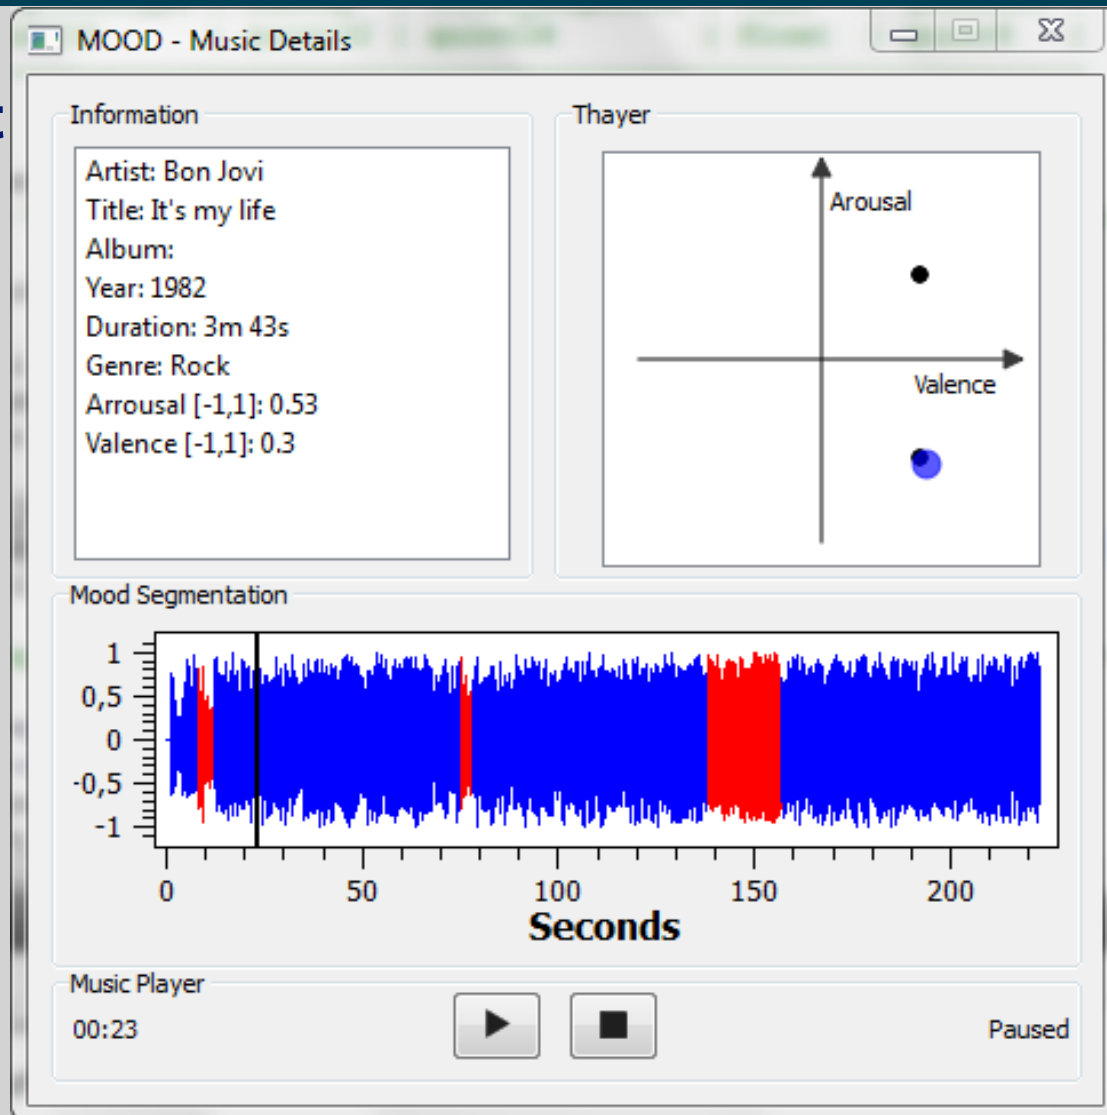 MOOD - Music Details
Information
Artist: Bon Jovi
Title: It's my life
Album:
Year: 1982
Duration: 3m 43s
Genre: Rock
Arrousal [-1,1]: 0.53
Valence [-1,1]: 0.3
Thayer
Arousal
Valence
Mood Segmentation
1
0,5
0
-0,5
-1
0 50 100 150 200
Seconds
Music Player
00:23
Paused